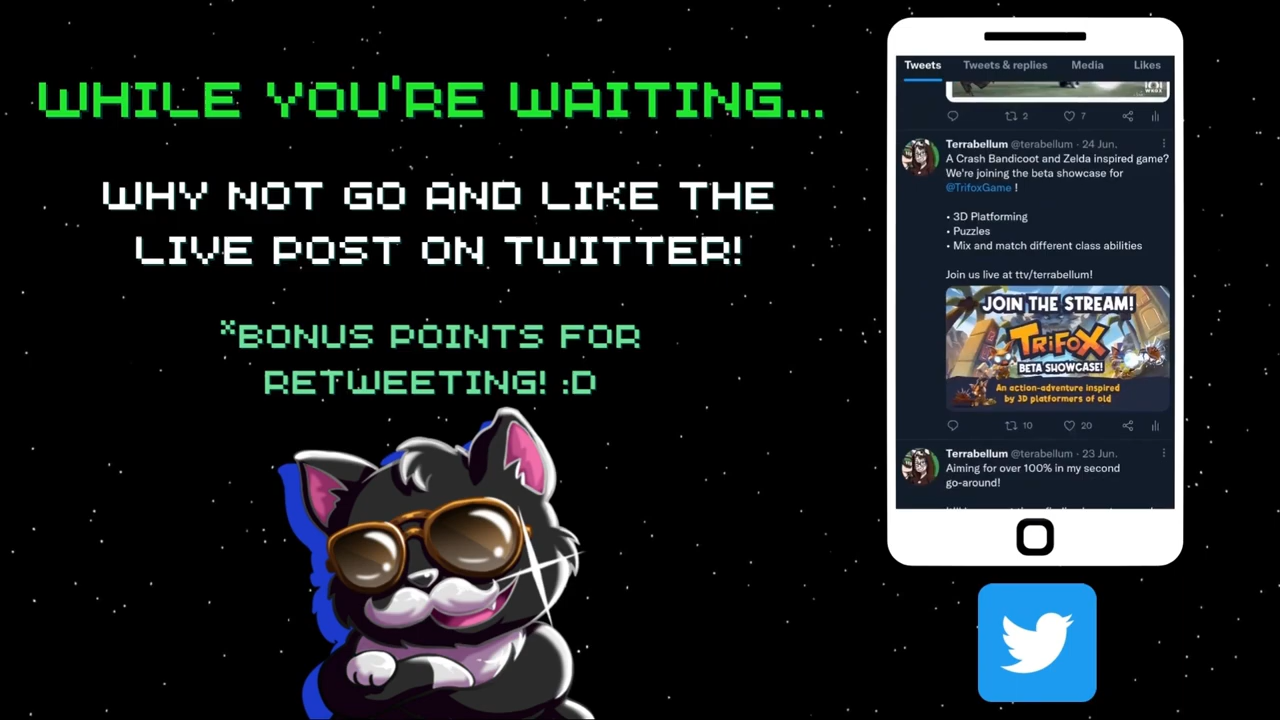 WHILE YOU'RE WAITING...
WHY NOT GO AND LIKE THE
LIVE POST ON TWITTER!
*BONUS POINTS FOR
RETWEETING! :D
Tweets Tweets & replies Media Likes
2 7
Terrabellum @terabellum · 24 Jun.
A Crash Bandicoot and Zelda inspired game?
We're joining the beta showcase for
@TrifoxGame !
• 3D Platforming
• Puzzles
• Mix and match different class abilities
Join us live at ttv/terrabellum!
JOIN THE STREAM!
TRIFOX
BETA SHOWCASE!
An action-adventure inspired
by 3D platformers of old
10 20
Terrabellum @terabellum · 23 Jun.
Aiming for over 100% in my second
go-around!